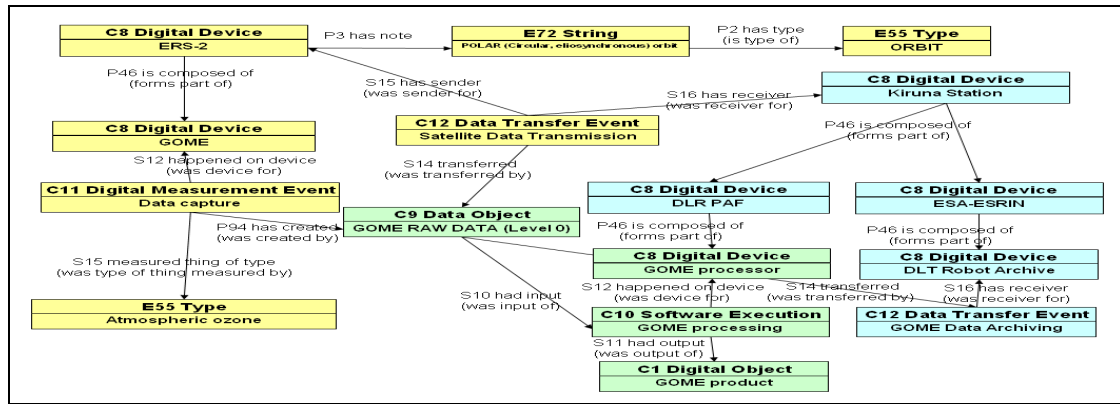 C8 Digital Device
ERS-2
P3 has note
E72 String
POLAR (Circular, eliosynchronous) orbit
P2 has type
(is type of)
E55 Type
ORBIT
P46 is composed of
(forms part of)
S15 has sender
(was sender for)
S16 has receiver
(was receiver for)
C8 Digital Device
Kiruna Station
C8 Digital Device
GOME
C12 Data Transfer Event
Satellite Data Transmission
P46 is composed of
(forms part of)
S12 happened on device
(was device for)
S14 transferred
(was transferred by)
C11 Digital Measurement Event
Data capture
C8 Digital Device
DLR PAF
C8 Digital Device
ESA-ESRIN
C9 Data Object
GOME RAW DATA (Level 0)
P94 has created
(was created by)
P46 is composed of
(forms part of)
P46 is composed of
(forms part of)
S15 measured thing of type
(was type of thing measured by)
C8 Digital Device
GOME processor
C8 Digital Device
DLT Robot Archive
S10 had input
(was input of)
S12 happened on device
(was device for)
S14 transferred
(was transferred by)
S16 has receiver
(was receiver for)
E55 Type
Atmospheric ozone
C10 Software Execution
GOME processing
C12 Data Transfer Event
GOME Data Archiving
S11 had output
(was output of)
C1 Digital Object
GOME product